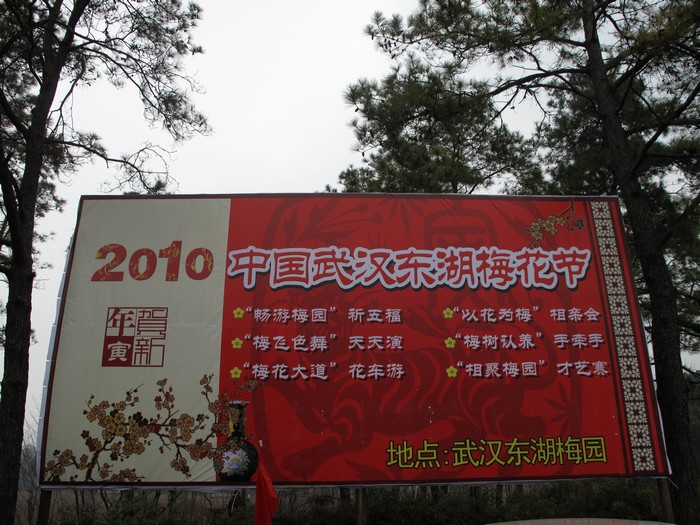 2010
贺新
年寅
中国武汉东湖梅花节
“畅游梅园” 祈五福
“以花为梅” 相亲会
“梅飞色舞” 天天演
“梅树认养” 手牵手
“梅花大道” 花车游
“相聚梅园” 才艺赛
地点:武汉东湖梅园